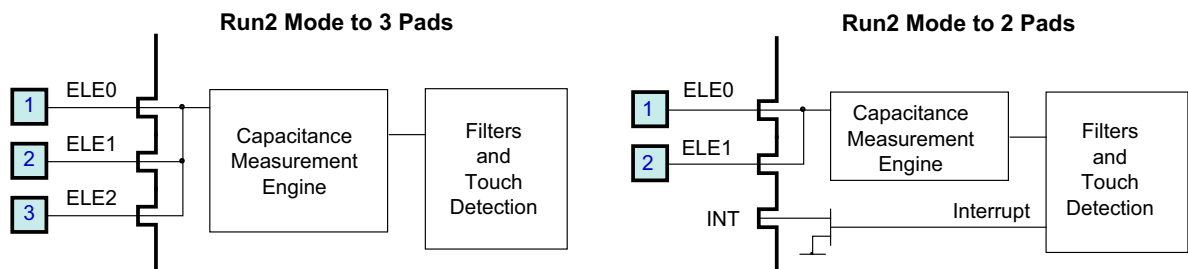 Run2 Mode to 3 Pads
1
ELE0
2
ELE1
3
ELE2
Capacitance
Measurement
Engine
Filters
and
Touch
Detection
Run2 Mode to 2 Pads
1
ELE0
2
ELE1
INT
Capacitance
Measurement
Engine
Interrupt
Filters
and
Touch
Detection